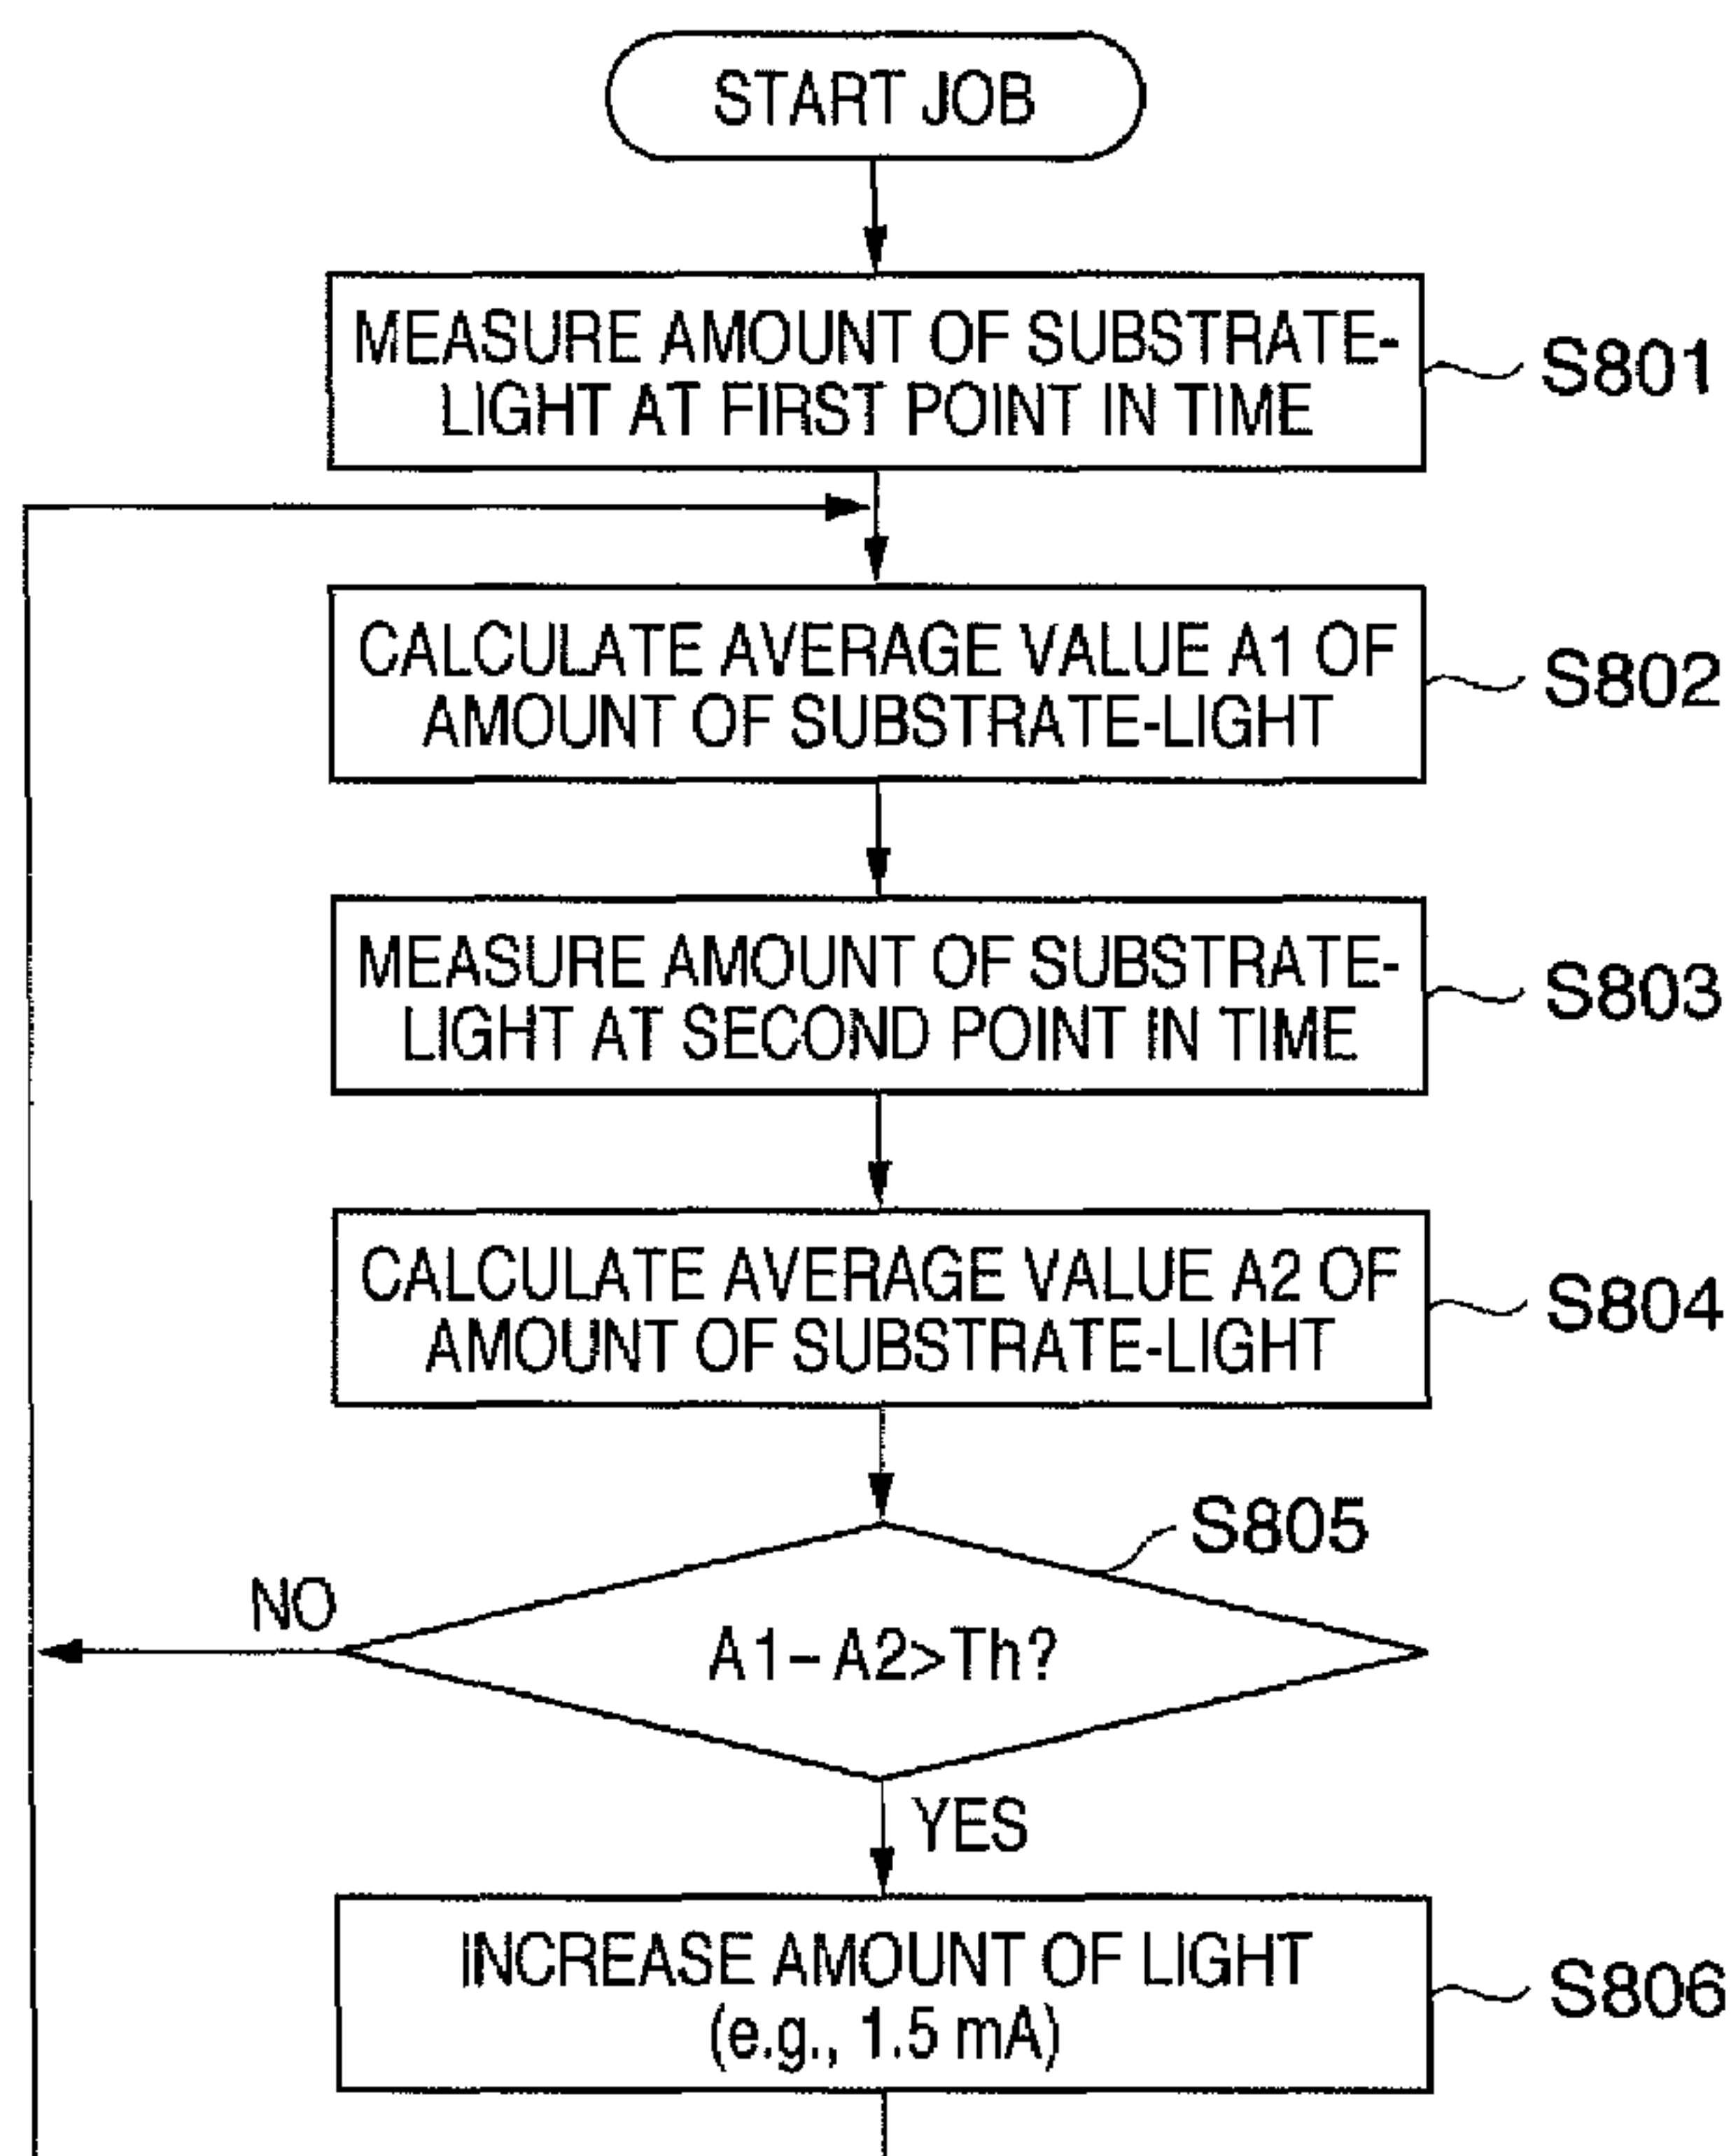 START JOB
MEASURE AMOUNT OF SUBSTRATE-
LIGHT AT FIRST POINT IN TIME
S801
CALCULATE AVERAGE VALUE A1 OF
AMOUNT OF SUBSTRATE-LIGHT
S802
MEASURE AMOUNT OF SUBSTRATE-
LIGHT AT SECOND POINT IN TIME
S803
CALCULATE AVERAGE VALUE A2 OF
AMOUNT OF SUBSTRATE-LIGHT
S804
S805
NO
A1–A2>Th?
YES
INCREASE AMOUNT OF LIGHT
(e.g., 1.5 mA)
S806